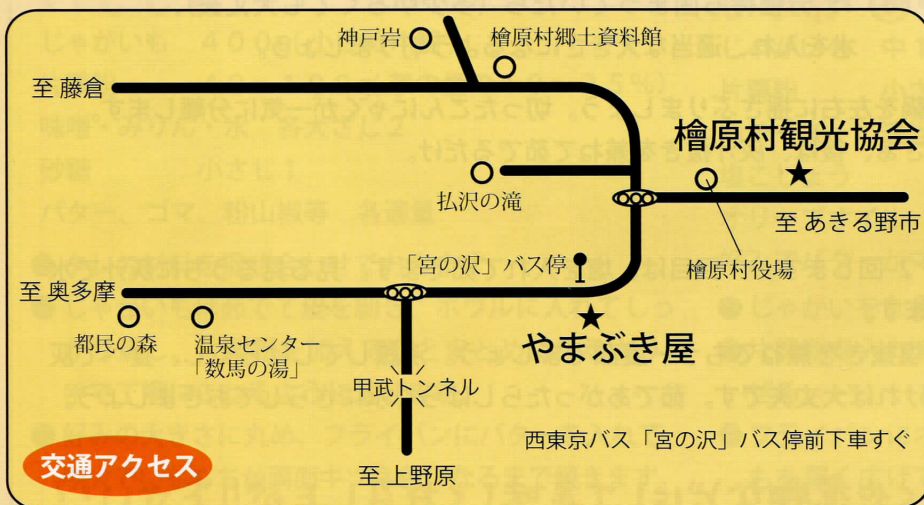 神戸岩
檜原村郷土資料館
至 藤倉
檜原村観光協会
払沢の滝
至 あきる野市
「宮の沢」バス停
檜原村役場
至 奥多摩
都民の森
温泉センター
「数馬の湯」
やまぶき屋
甲武トンネル
西東京バス「宮の沢」バス停前下車すぐ
交通アクセス
至 上野原